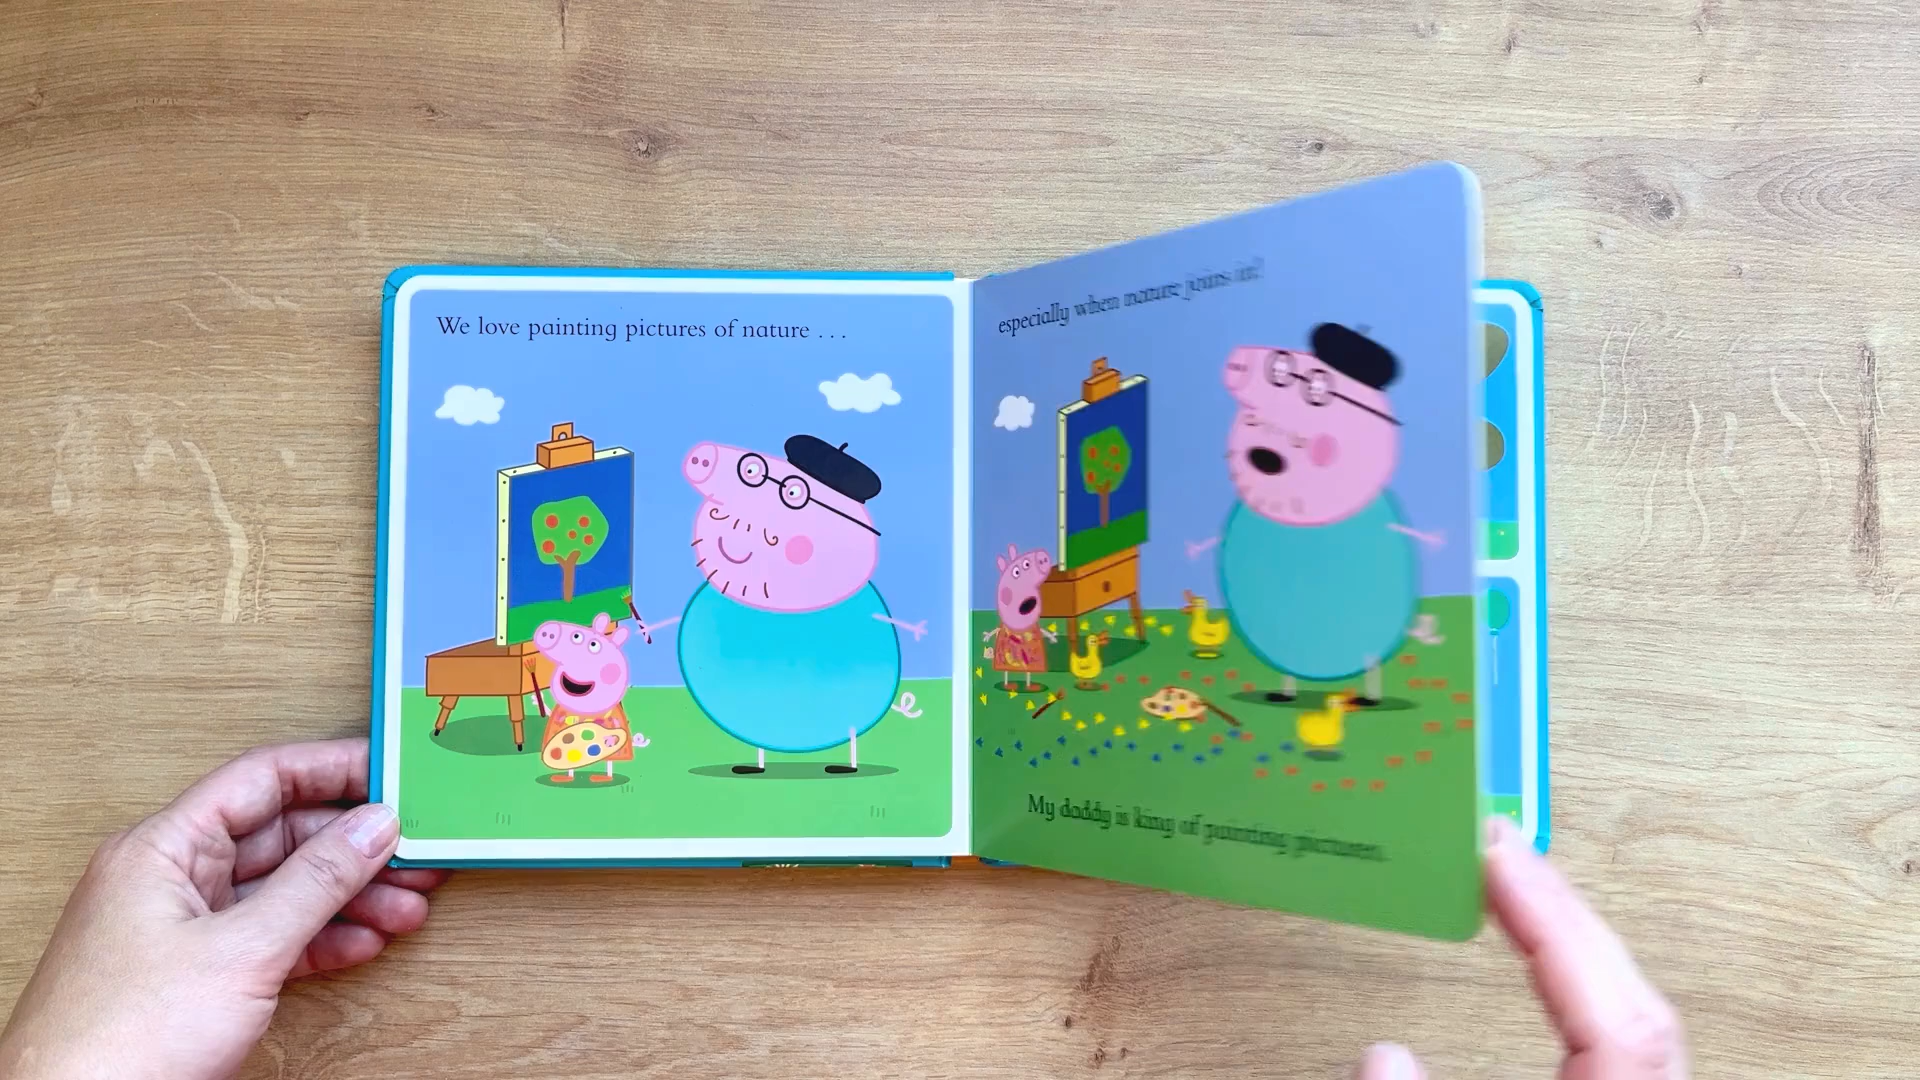 We love painting pictures of nature . . .
especially when nature joins in!
My daddy is king of painting pictures.